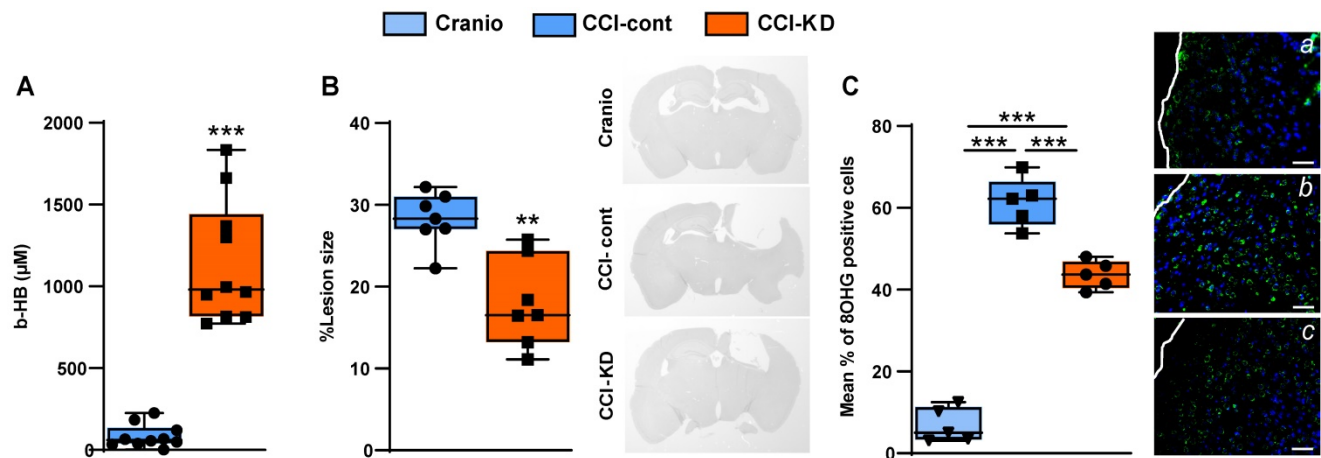 Cranio CCI-cont CCI-KD
A
b-HB (µM)
2000
1500
1000
500
0
***
B
%Lesion size
40
30
20
10
0
**
Cranio
CCI- cont
CCI-KD
C
Mean % of 8OHG positive cells
80
60
40
20
0
***
*** ***
a
b
c